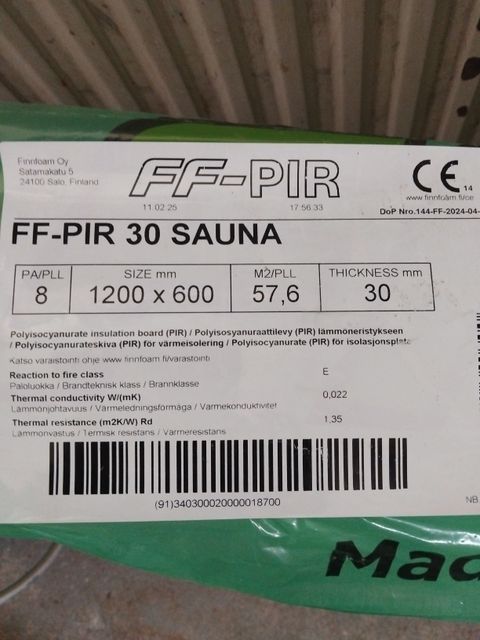 Finnfoam Oy
Satamakatu 5
24100 Salo, Finland
FF-PIR
11.02.25 17:56:33
CE 14
www.finnfoam.fi/ce
DoP Nro.144-FF-2024-04-
FF-PIR 30 SAUNA
PA/PLL SIZE mm M2/PLL THICKNESS mm
8 1200 x 600 57,6 30
Polyisocyanurate insulation board (PIR) / Polyisosyanuraattilevy (PIR) lämmöneristykseen
/ Polyisocyanurateskiva (PIR) för värmeisolering / Polyisocyanurate (PIR) for isolasjonsplate
Katso varastointi ohje www.finnfoam.fi/varastointi
Reaction to fire class E
Paloluokka / Brandteknisk klass / Brannklasse
Thermal conductivity W/(mK) 0,022
Lämmönjohtavuus / Värmeledningsförmåga / Varmekonduktivitet
Thermal resistance (m2K/W) Rd 1,35
Lämmönvastus / Termisk resistans / Varmeresistans
(91)340300020000018700
NB
Mad